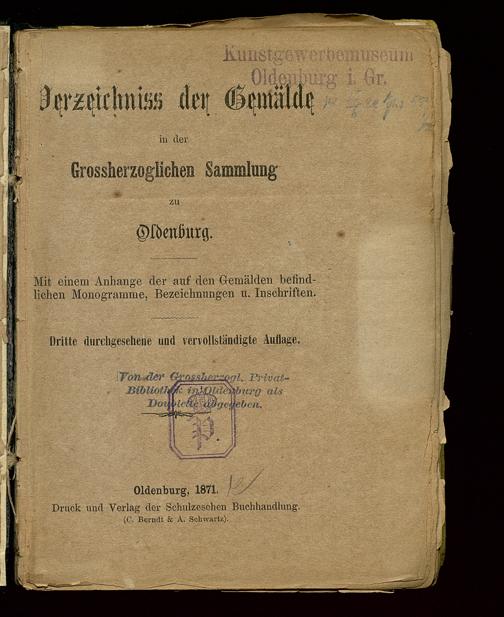 Kunstgewerbemuseum
Oldenburg i. Gr.
Verzeichniss der Gemälde
in der
Grossherzoglichen Sammlung
zu
Oldenburg.
Mit einem Anhange der auf den Gemälden befind-
lichen Monogramme, Bezeichnungen u. Inschriften.
Dritte durchgesehene und vervollständigte Auflage.
Von der Grossherzogl. Privat-
Bibliothek in Oldenburg als
Doublette abgegeben.
P
Oldenburg, 1871.
Druck und Verlag der Schulzeschen Buchhandlung.
(C. Berndt & A. Schwartz).